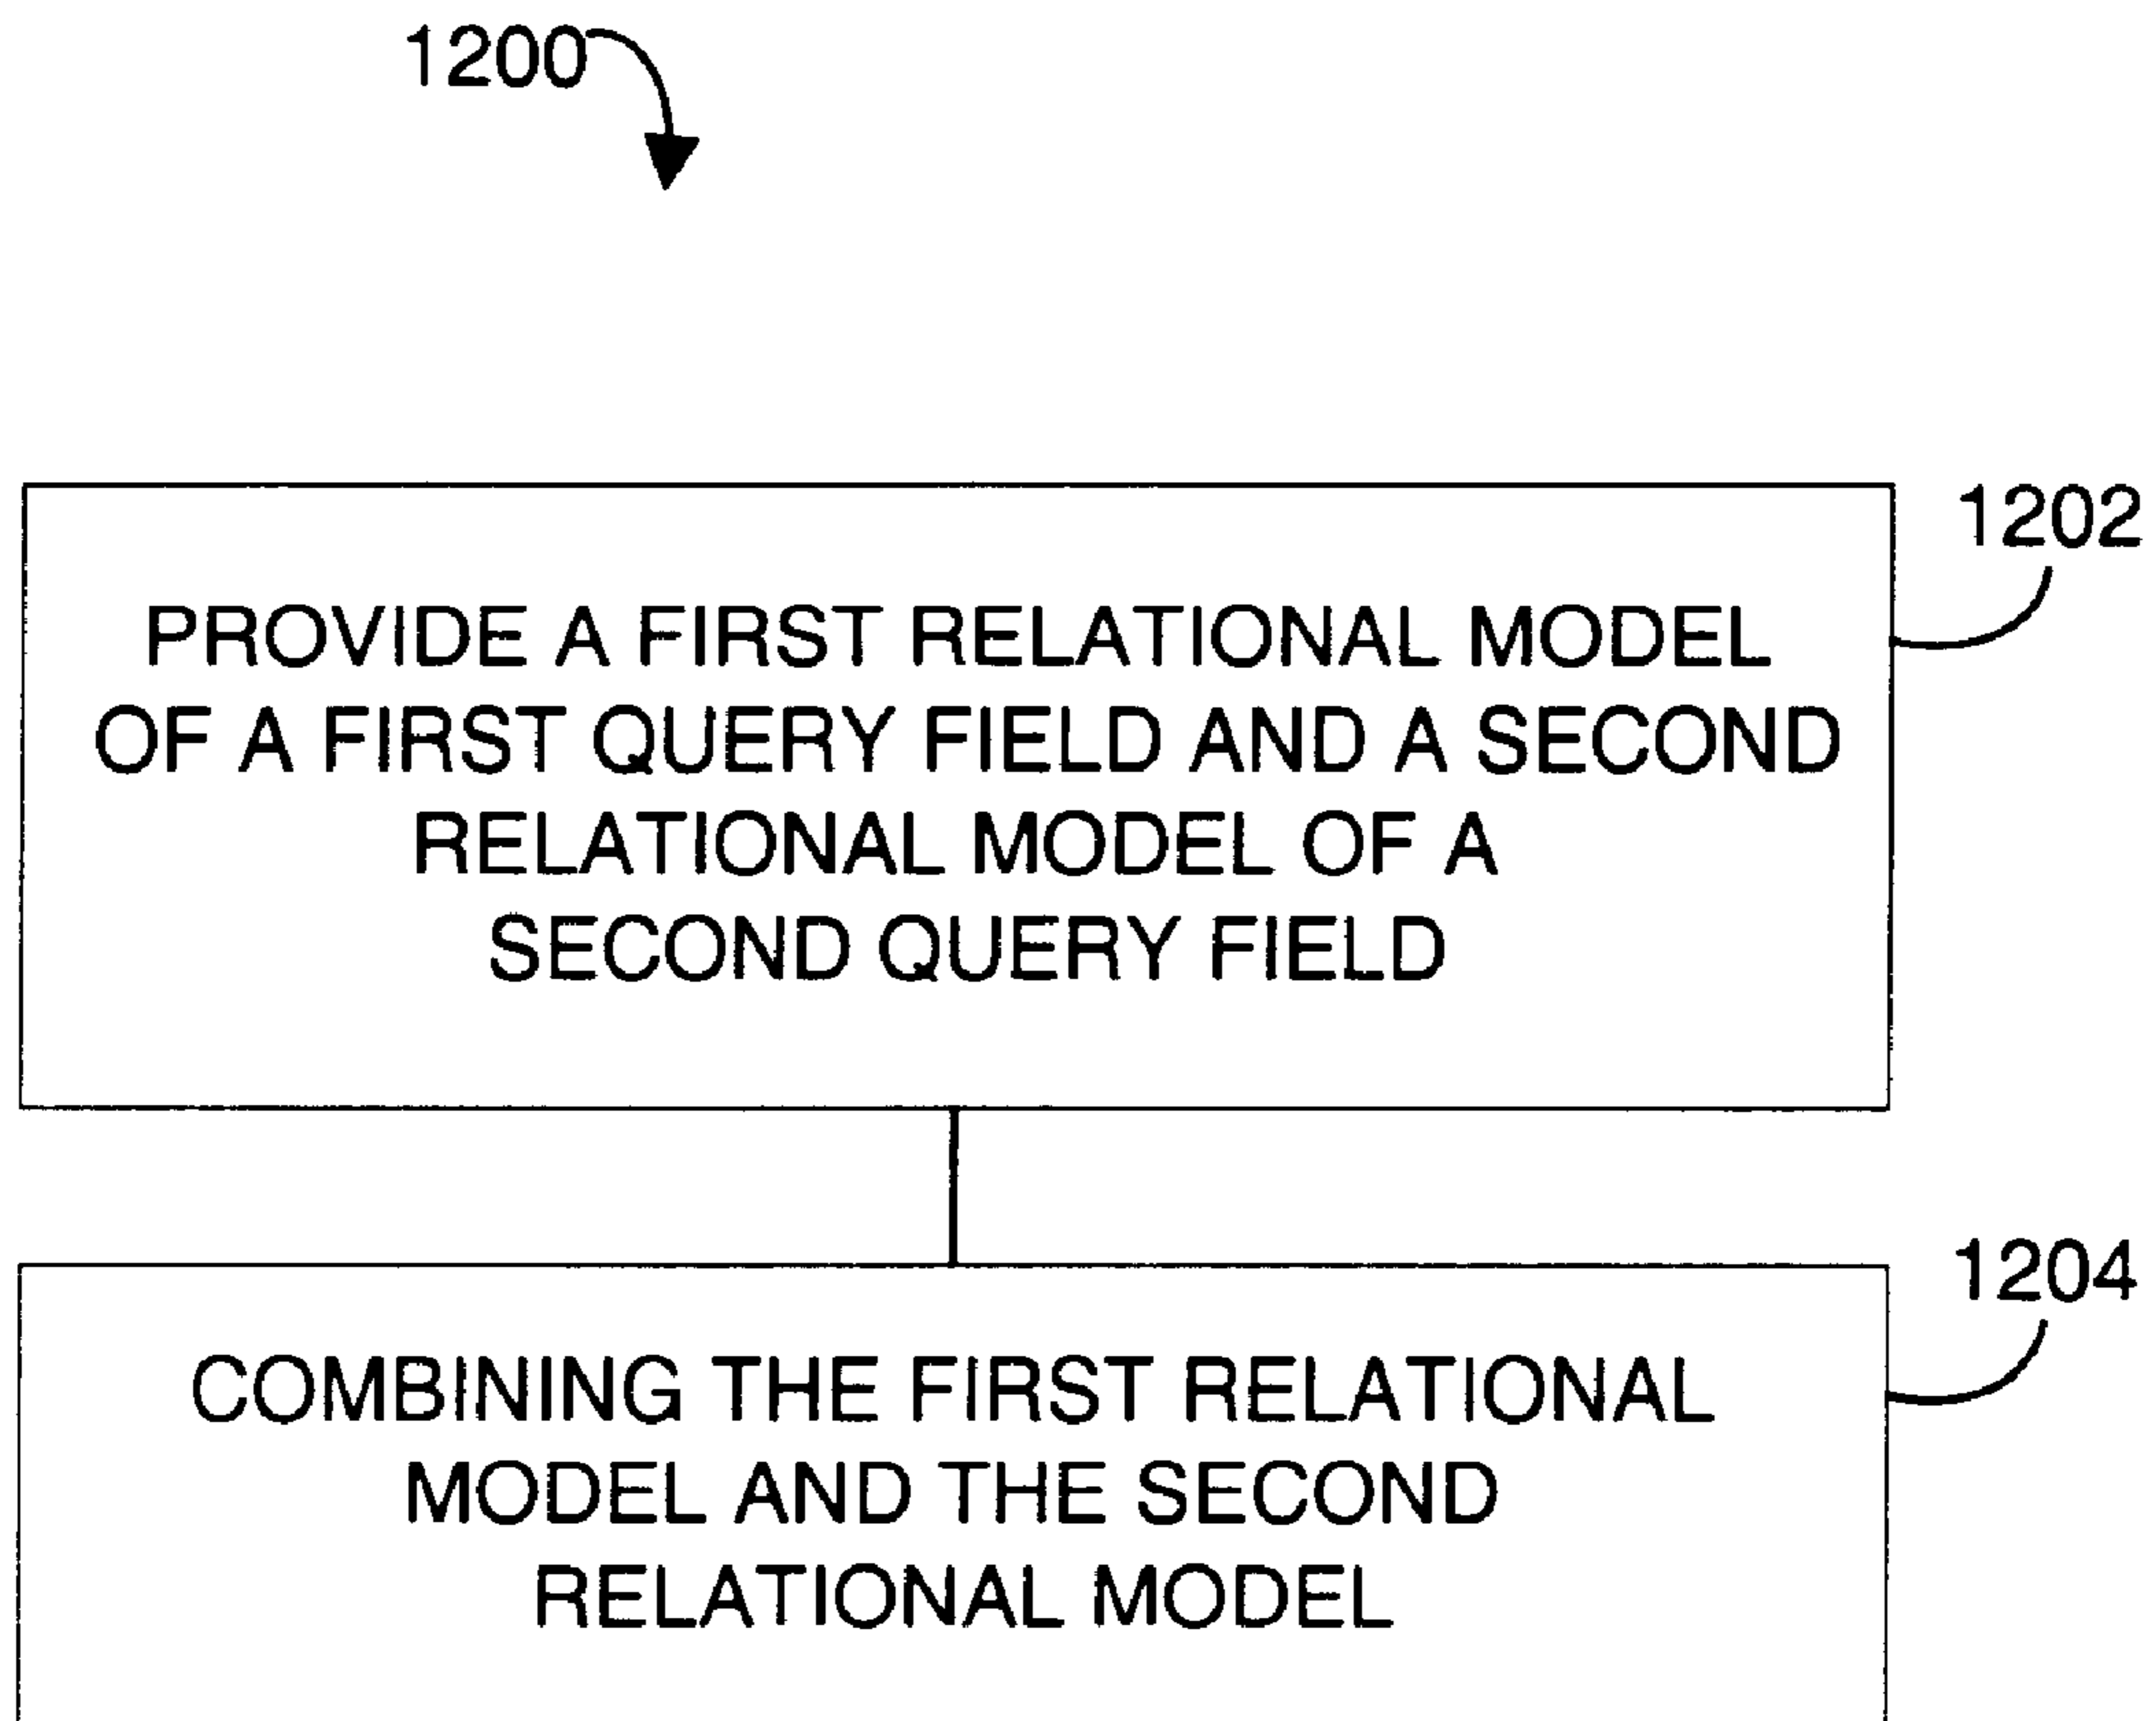 1200
1202
PROVIDE A FIRST RELATIONAL MODEL
OF A FIRST QUERY FIELD AND A SECOND
RELATIONAL MODEL OF A
SECOND QUERY FIELD
1204
COMBINING THE FIRST RELATIONAL
MODEL AND THE SECOND
RELATIONAL MODEL